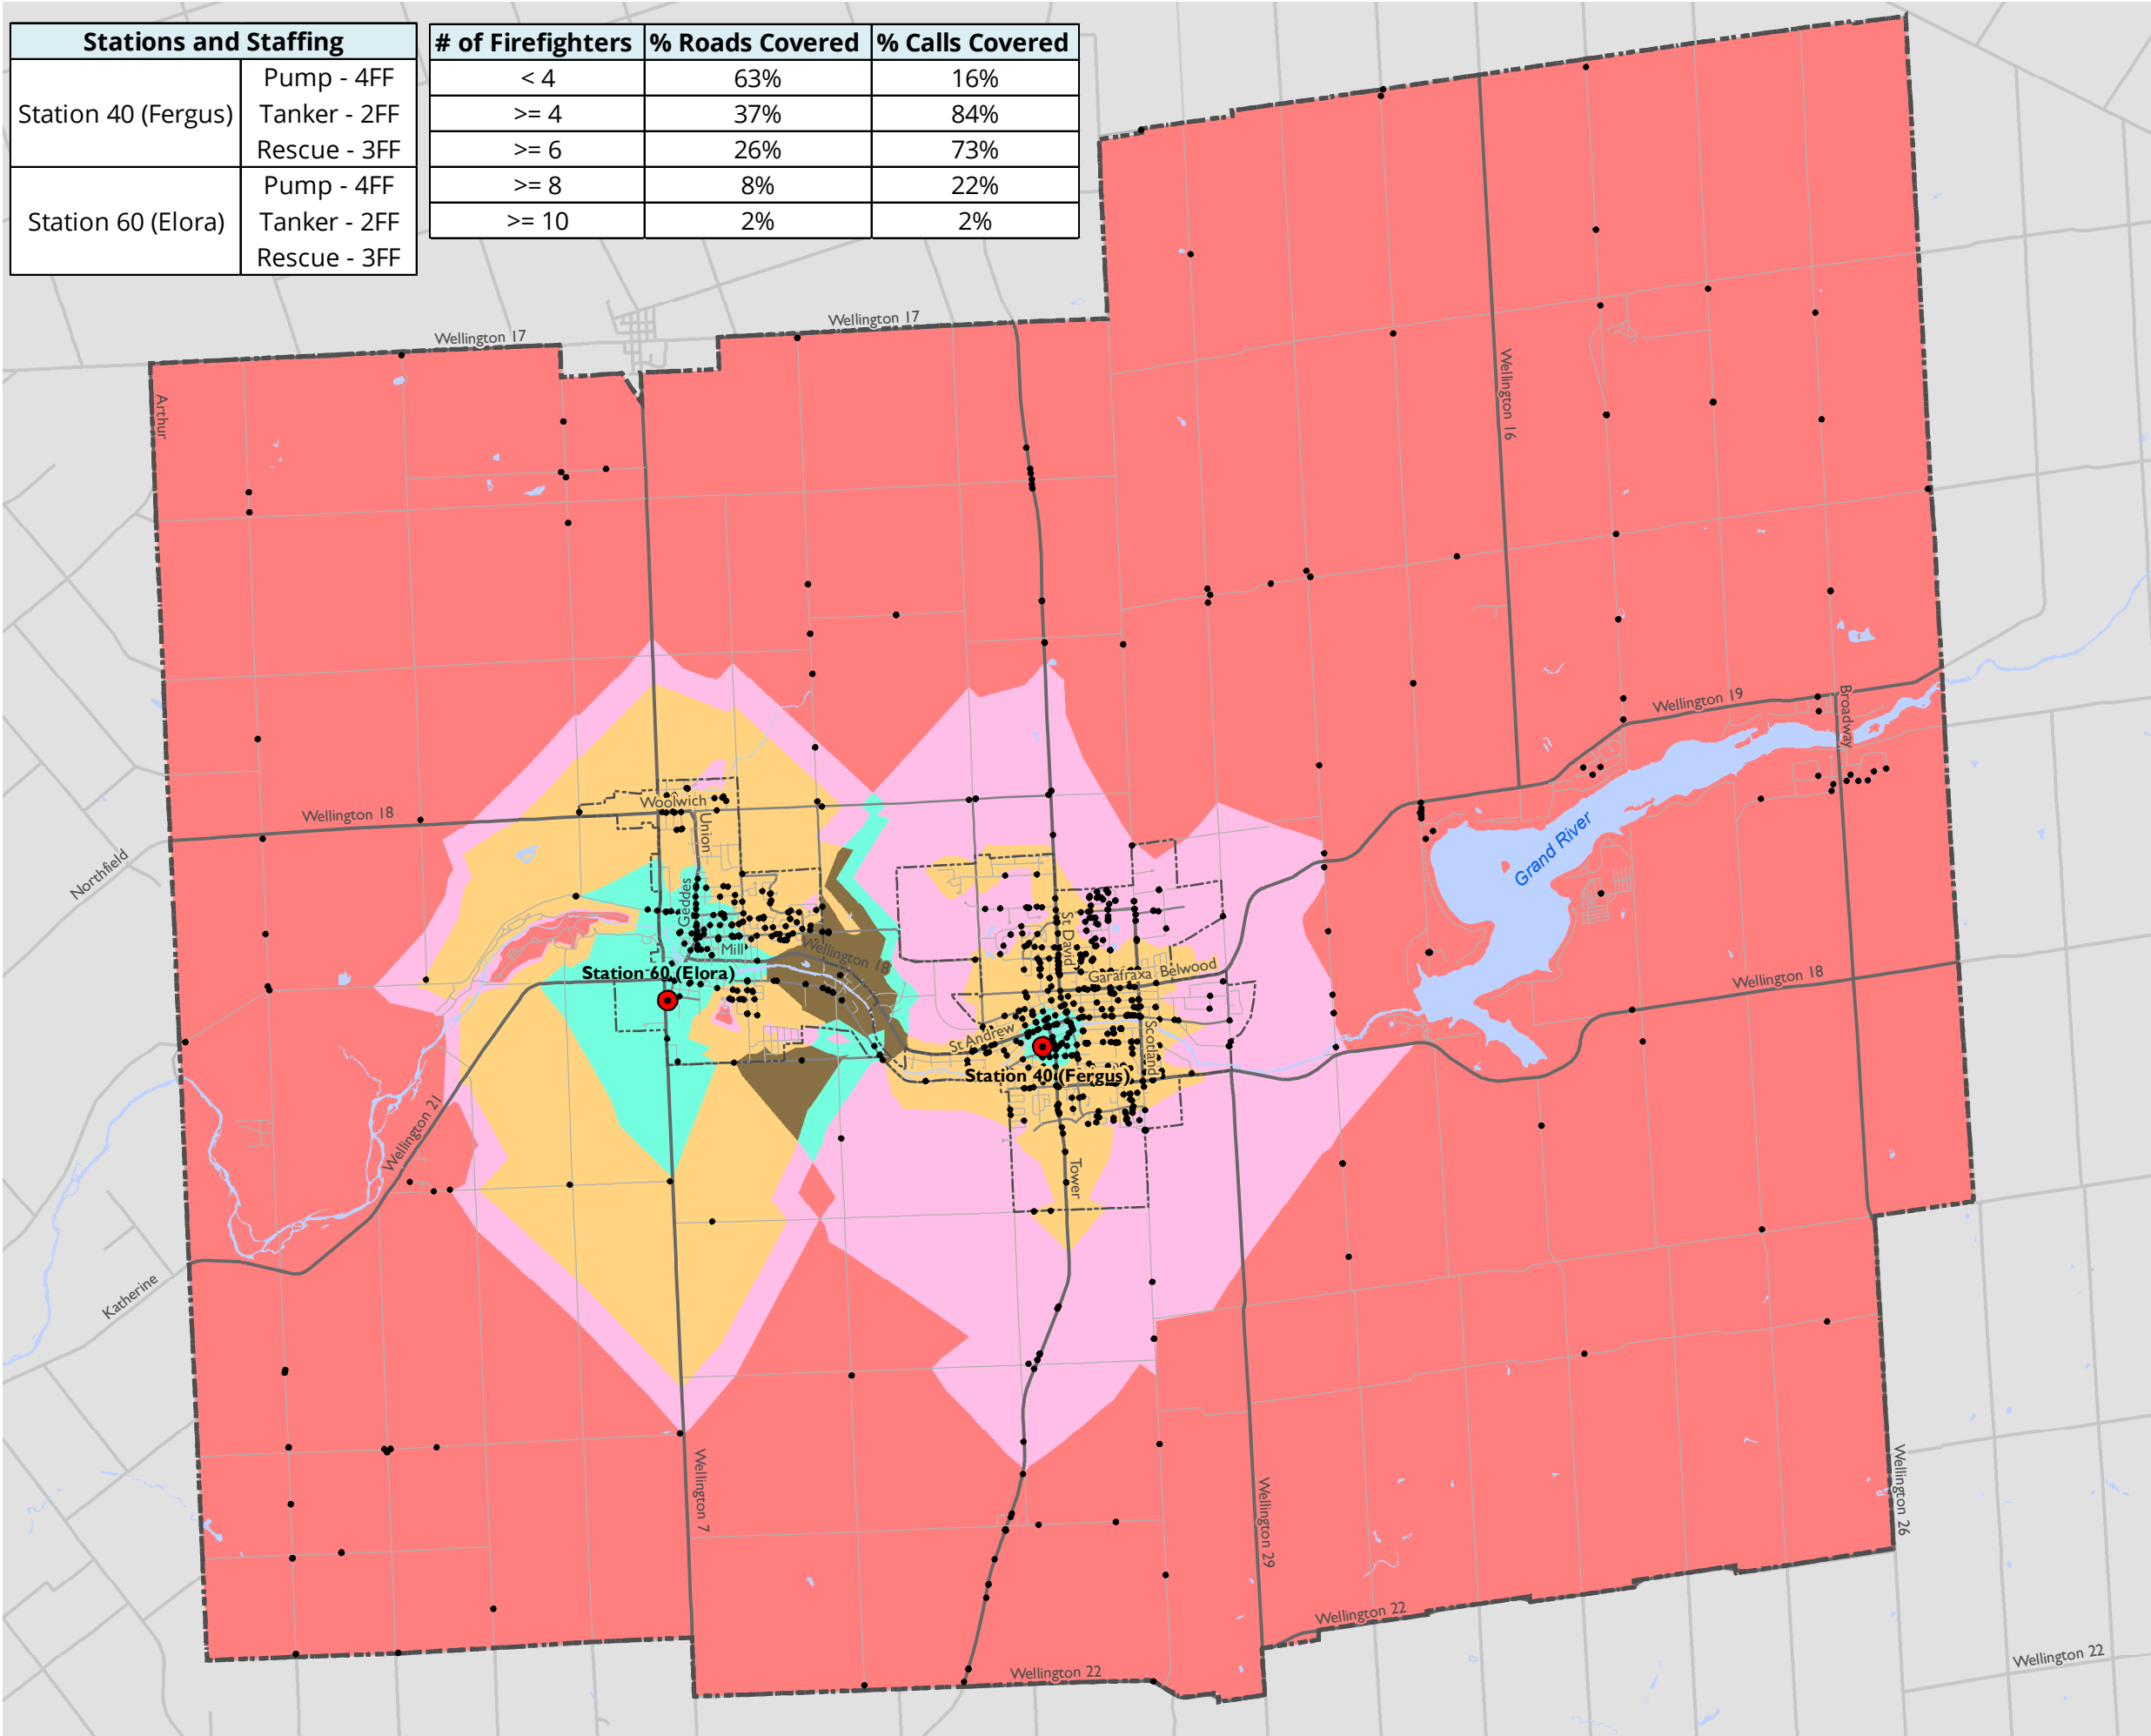 Stations and Staffing
Station 40 (Fergus)
Pump - 4FF
Tanker - 2FF
Rescue - 3FF
Station 60 (Elora)
Pump - 4FF
Tanker - 2FF
Rescue - 3FF
# of Firefighters % Roads Covered % Calls Covered
< 4 63% 16%
>= 4 37% 84%
>= 6 26% 73%
>= 8 8% 22%
>= 10 2% 2%
Wellington 17
Wellington 17
Arthur
Wellington 16
Wellington 19
Broadway
Wellington 18
Woolwich
Union
Northfield
Grand River
Geddes
St David
Mill
Wellington 18
Station 60 (Elora)
Garafraxa
Belwood
Wellington 18
St Andrew
Scotland
Station 40 (Fergus)
Wellington 21
Tower
Katherine
Wellington 7
Wellington 29
Wellington 26
Wellington 22
Wellington 22
Wellington 22